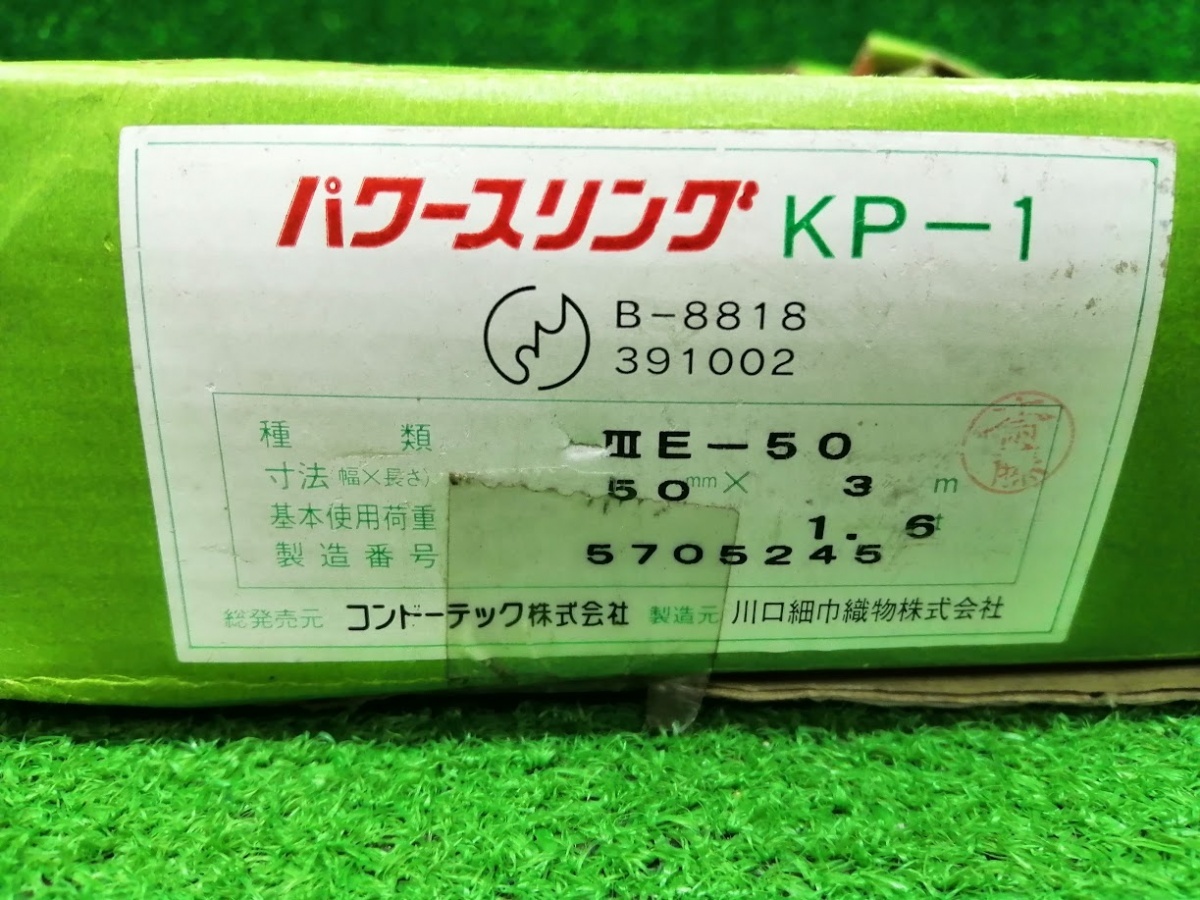 パワースリング KP-1
B-8818
391002
種類 ⅢE-50
寸法(幅×長さ) 50mm× 3 m
基本使用荷重 1.6t
製造番号 5705245
総発売元 コンドーテック株式会社 製造元 川口細巾織物株式会社